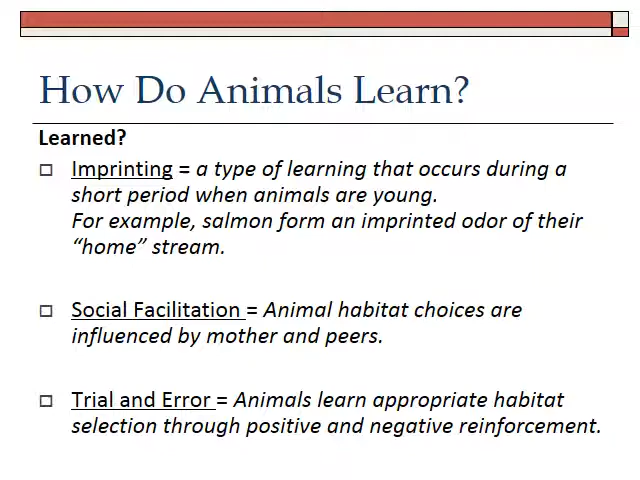 How Do Animals Learn?
Learned?
Imprinting = a type of learning that occurs during a
short period when animals are young.
For example, salmon form an imprinted odor of their
“home” stream.
Social Facilitation = Animal habitat choices are
influenced by mother and peers.
Trial and Error = Animals learn appropriate habitat
selection through positive and negative reinforcement.